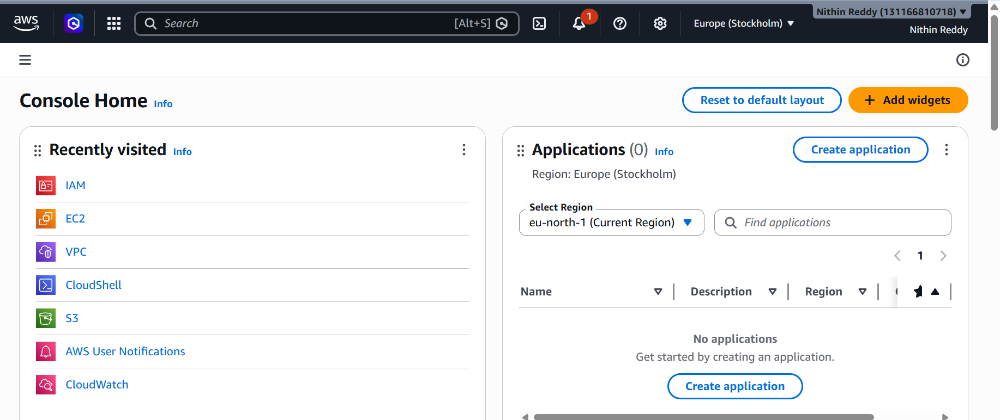 aws
Search [Alt+S]
1
Europe (Stockholm)
Nithin Reddy (131166810718)
Nithin Reddy
Console Home Info
Reset to default layout
Add widgets
Recently visited Info
IAM
EC2
VPC
CloudShell
S3
AWS User Notifications
CloudWatch
Applications (0) Info
Create application
Region: Europe (Stockholm)
Select Region
eu-north-1 (Current Region)
Find applications
1
Name Description Region
No applications
Get started by creating an application.
Create application